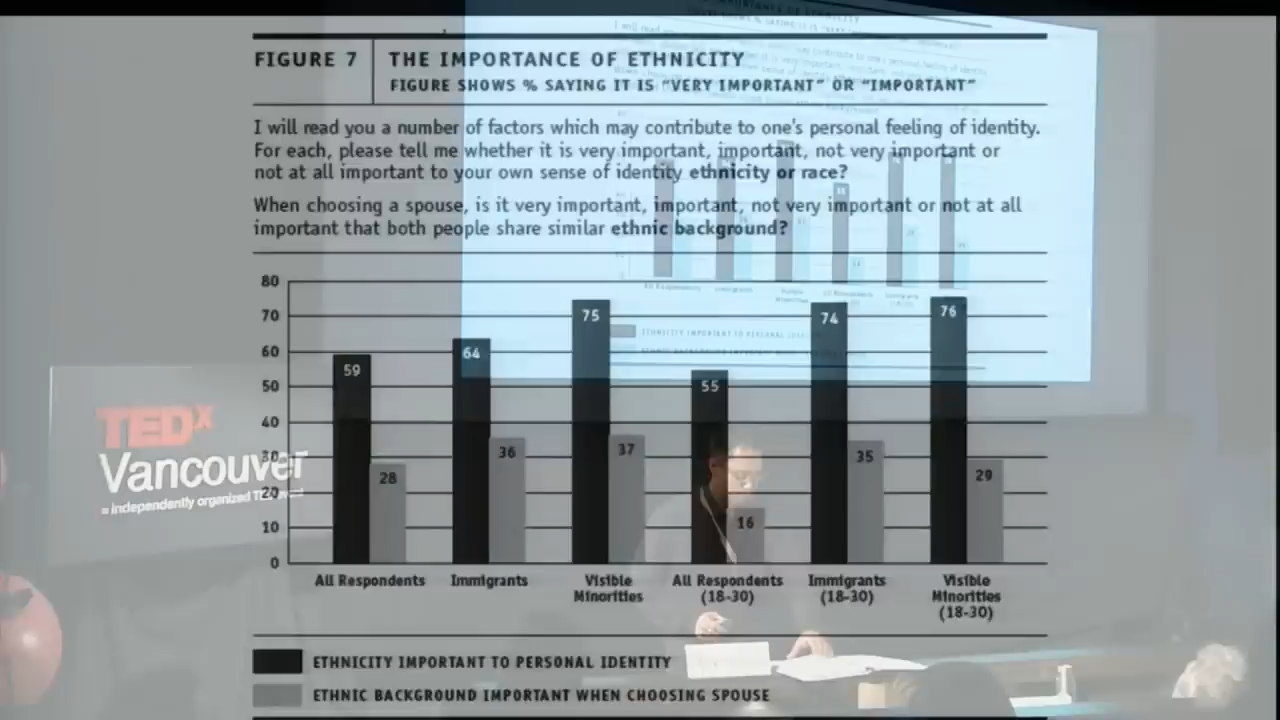 FIGURE 7
THE IMPORTANCE OF ETHNICITY
FIGURE SHOWS % SAYING IT IS “VERY IMPORTANT” OR “IMPORTANT”
I will read you a number of factors which may contribute to one's personal feeling of identity.
For each, please tell me whether it is very important, important, not very important or
not at all important to your own sense of identity ethnicity or race?
When choosing a spouse, is it very important, important, not very important or not at all
important that both people share similar ethnic background?
80
70
60
50
40
30
20
10
0
59
28
64
36
75
37
55
16
74
35
76
29
All Respondents
Immigrants
Visible
Minorities
All Respondents
(18-30)
Immigrants
(18-30)
Visible
Minorities
(18-30)
ETHNICITY IMPORTANT TO PERSONAL IDENTITY
ETHNIC BACKGROUND IMPORTANT WHEN CHOOSING SPOUSE
TEDx
Vancouver
= independently organized TEDx event